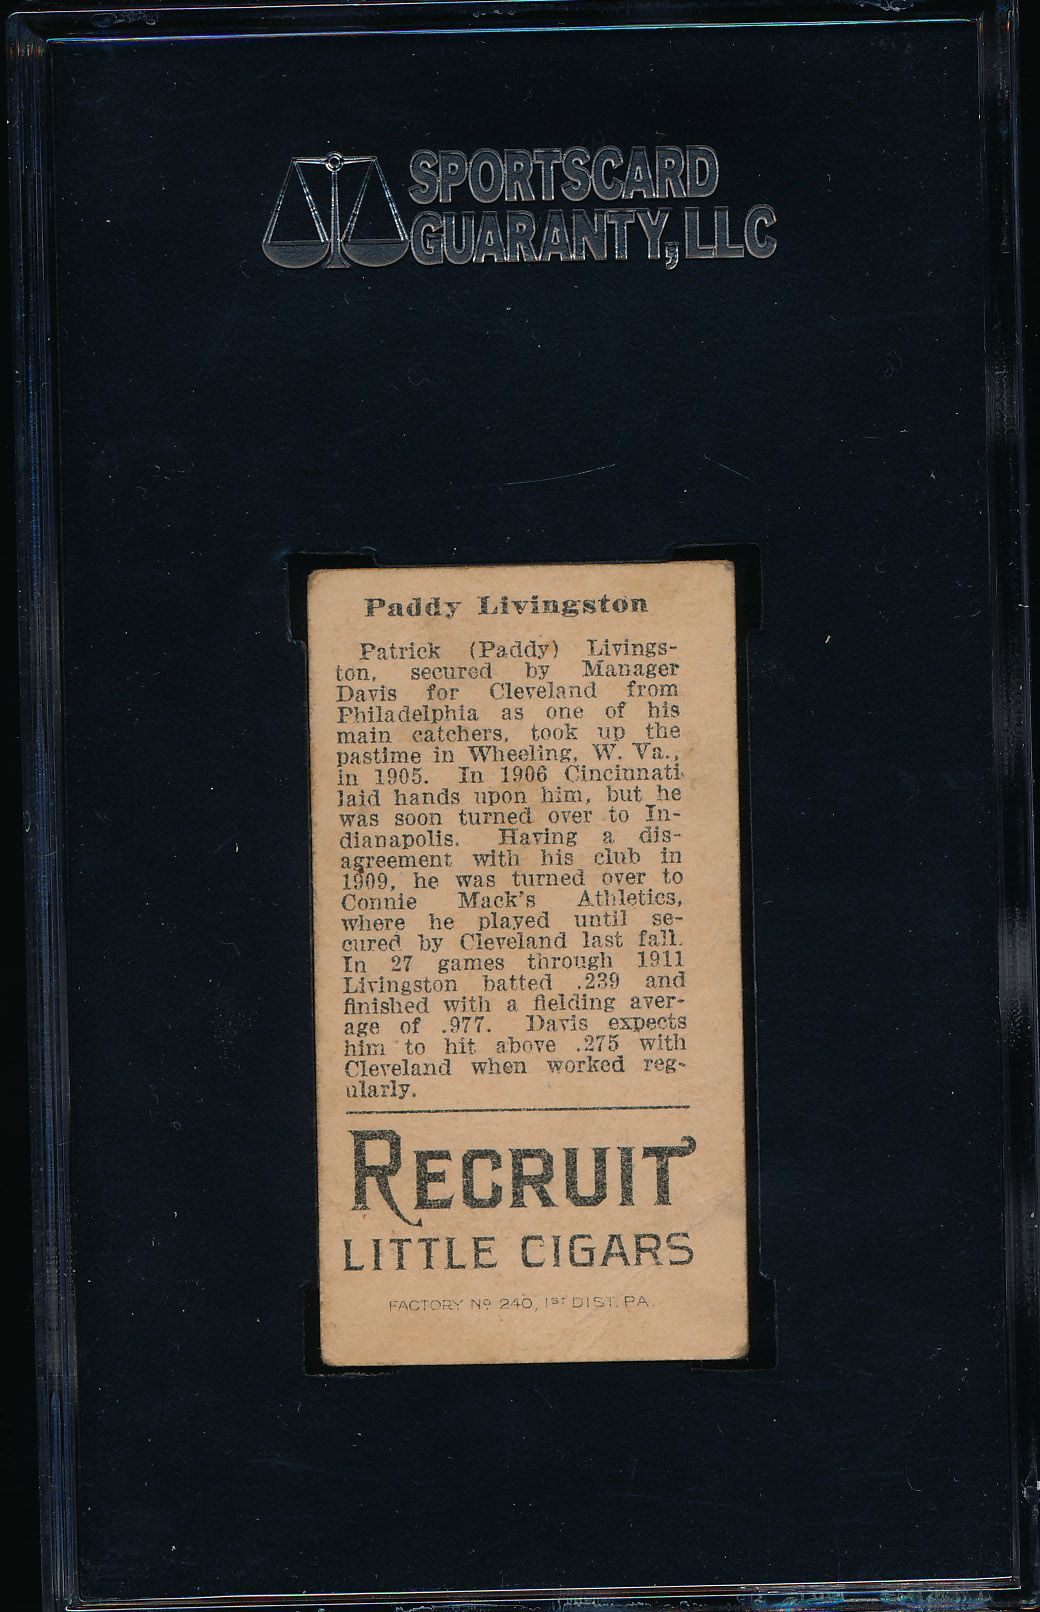 SPORTSCARD
GUARANTY, LLC
Paddy Livingston
Patrick (Paddy) Livings-
ton, secured by Manager
Davis for Cleveland from
Philadelphia as one of his
main catchers, took up the
pastime in Wheeling, W. Va.,
in 1905. In 1906 Cincinnati
laid hands upon him, but he
was soon turned over to In-
dianapolis. Having a dis-
agreement with his club in
1909, he was turned over to
Connie Mack's Athletics,
where he played until se-
cured by Cleveland last fall.
In 27 games through 1911
Livingston batted .239 and
finished with a fielding aver-
age of .977. Davis expects
him to hit above .275 with
Cleveland when worked reg-
ularly.
RECRUIT
LITTLE CIGARS
FACTORY Nº 240, 1ST DIST. PA.